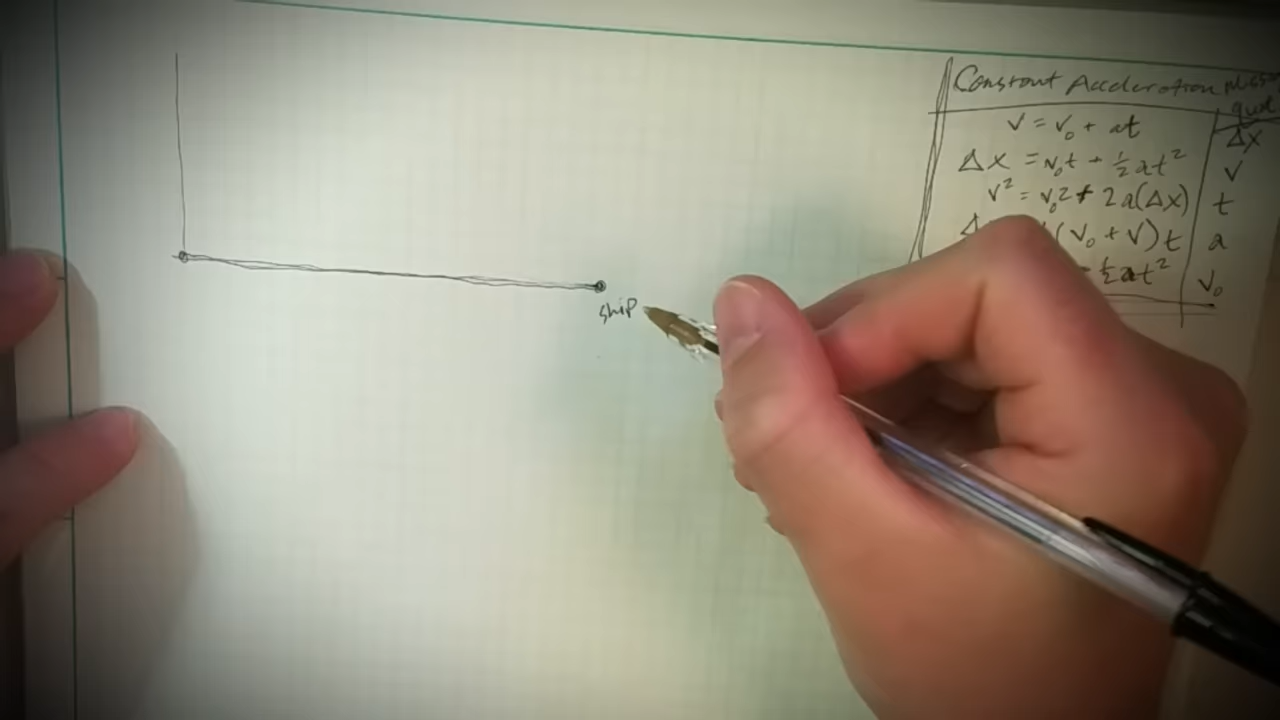 ship
Constant Acceleration
v = v₀ + at
Δx = v₀t + ½at²
v² = v₀² + 2a(Δx)
(v₀ + v)t
½at²
Δx
v
t
a
v₀